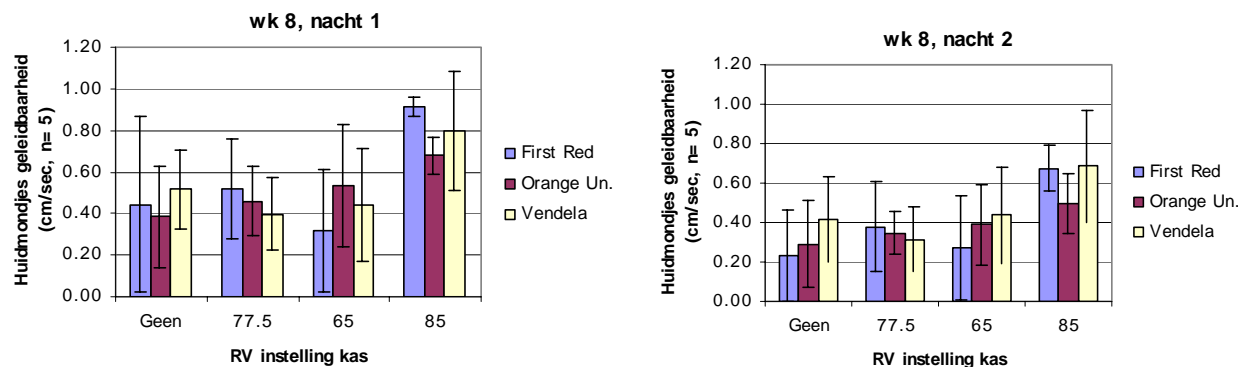 wk 8, nacht 1
Huidmondjes geleidbaarheid
(cm/sec, n= 5)
1.20
1.00
0.80
0.60
0.40
0.20
0.00
Geen
77.5
65
85
RV instelling kas
First Red
Orange Un.
Vendela
wk 8, nacht 2
Huidmondjes geleidbaarheid
(cm/sec, n= 5)
1.20
1.00
0.80
0.60
0.40
0.20
0.00
Geen
77.5
65
85
RV instelling kas
First Red
Orange Un.
Vendela